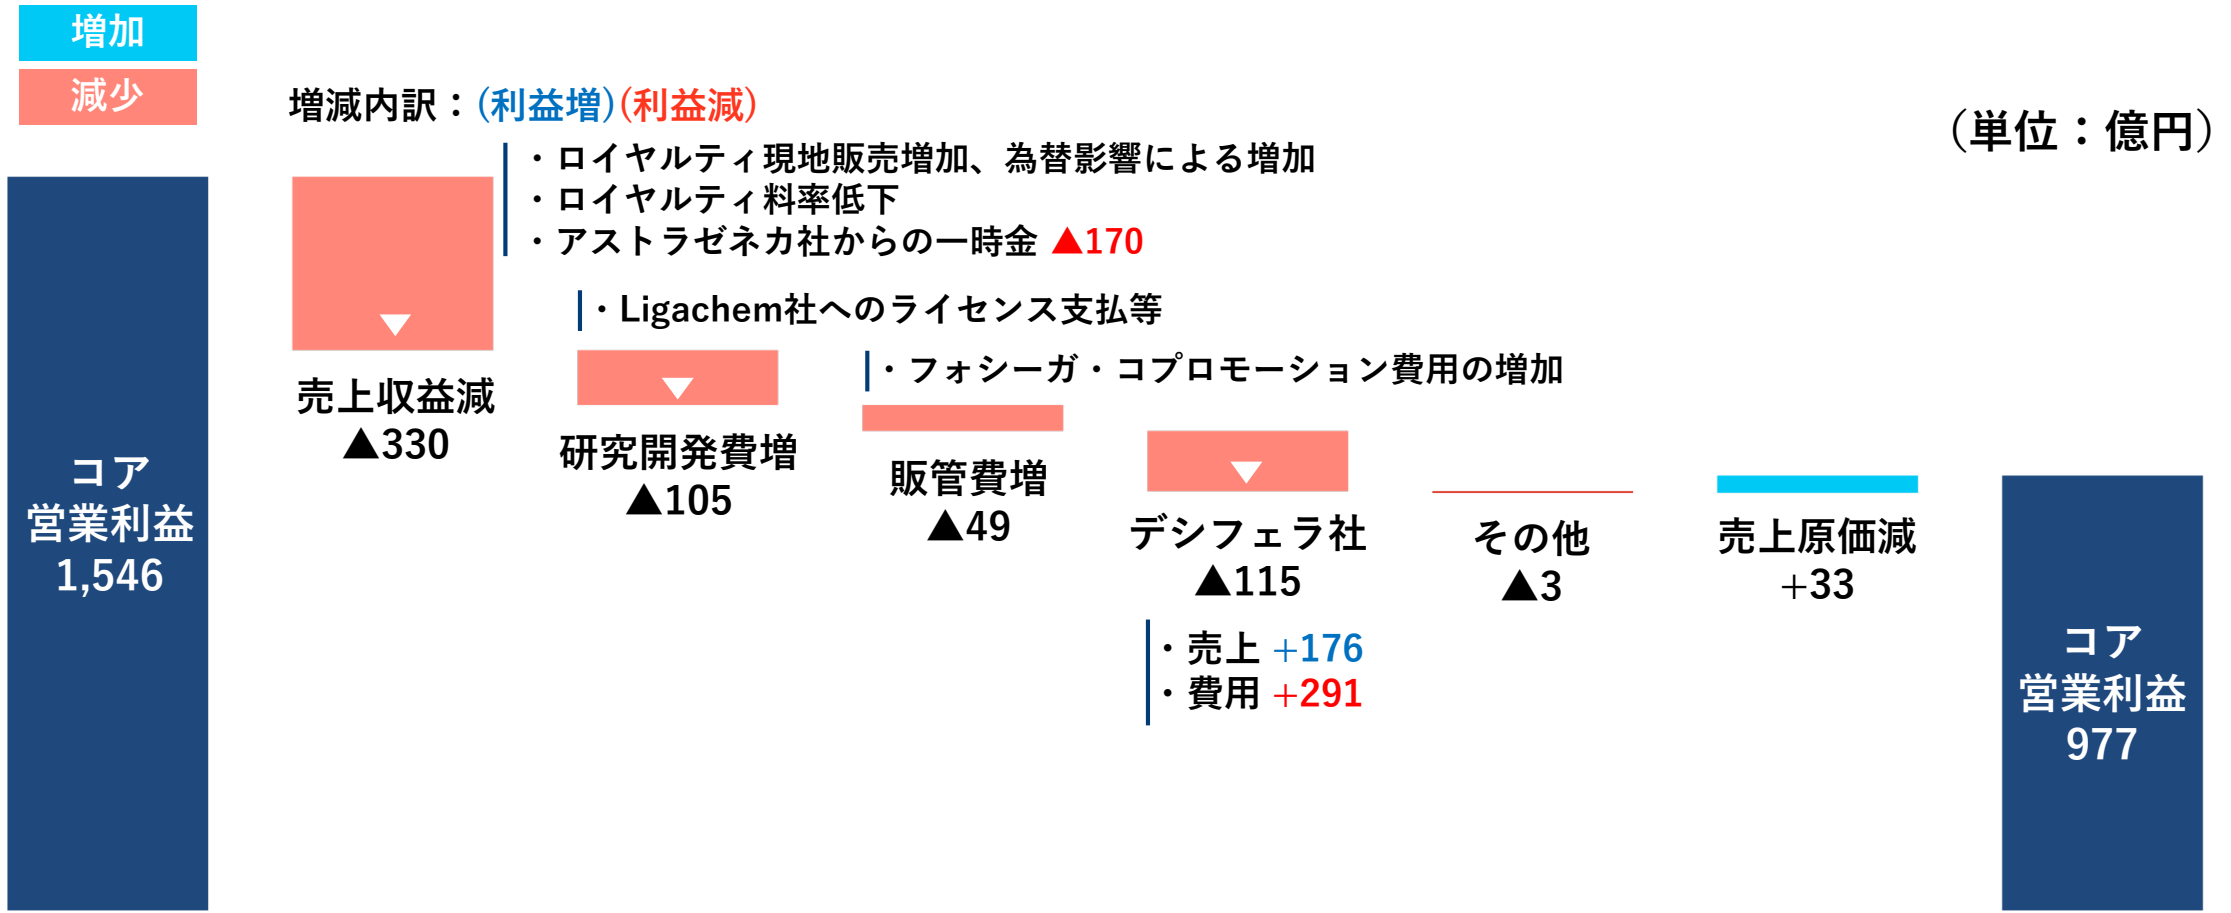 増加
減少
増減内訳：(利益増)(利益減)
（単位：億円）
・ロイヤルティ現地販売増加、為替影響による増加
・ロイヤルティ料率低下
・アストラゼネカ社からの一時金 ▲170
・Ligachem社へのライセンス支払等
・フォシーガ・コプロモーション費用の増加
コア
営業利益
1,546
売上収益減
▲330
研究開発費増
▲105
販管費増
▲49
デシフェラ社
▲115
・売上 +176
・費用 +291
その他
▲3
売上原価減
+33
コア
営業利益
977